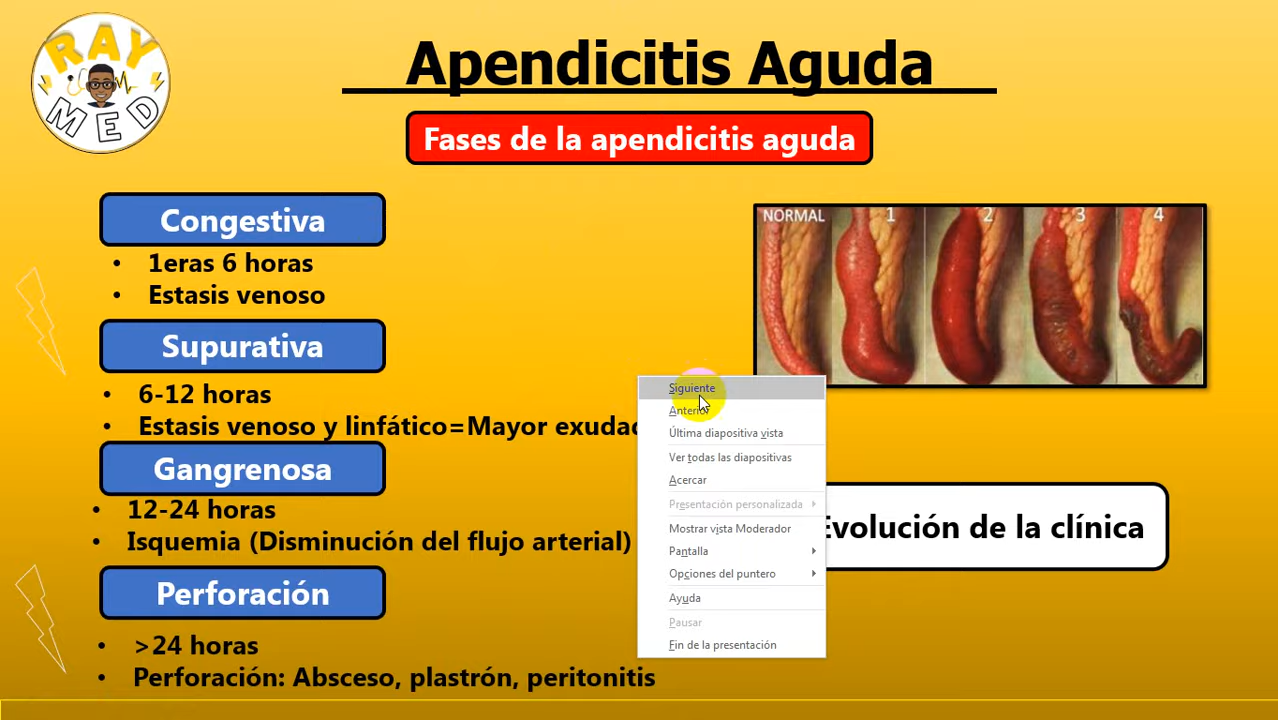 RAY
MED
Apendicitis Aguda
Fases de la apendicitis aguda
Congestiva
• 1eras 6 horas
• Estasis venoso
Supurativa
• 6-12 horas
• Estasis venoso y linfático=Mayor exudac
Gangrenosa
• 12-24 horas
• Isquemia (Disminución del flujo arterial)
Perforación
• >24 horas
• Perforación: Absceso, plastrón, peritonitis
NORMAL 1 2 3 4
Siguiente
Anterior
Última diapositiva vista
Ver todas las diapositivas
Acercar
Presentación personalizada
Mostrar vista Moderador
Pantalla
Opciones del puntero
Ayuda
Pausar
Fin de la presentación
Evolución de la clínica